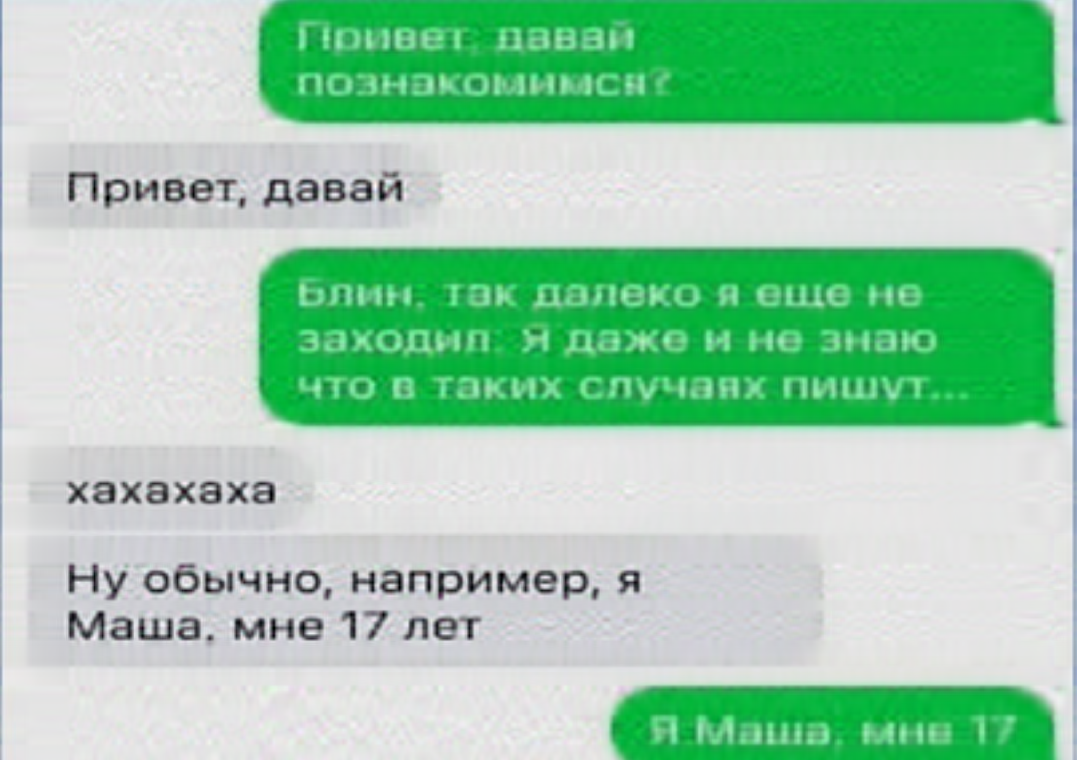 Привет, давай
познакомимся?
Привет, давай
Блин, так далеко я еще не
заходил. Я даже и не знаю
что в таких случаях пишут...
хахахаха
Ну обычно, например, я
Маша, мне 17 лет
Я Маша, мне 17